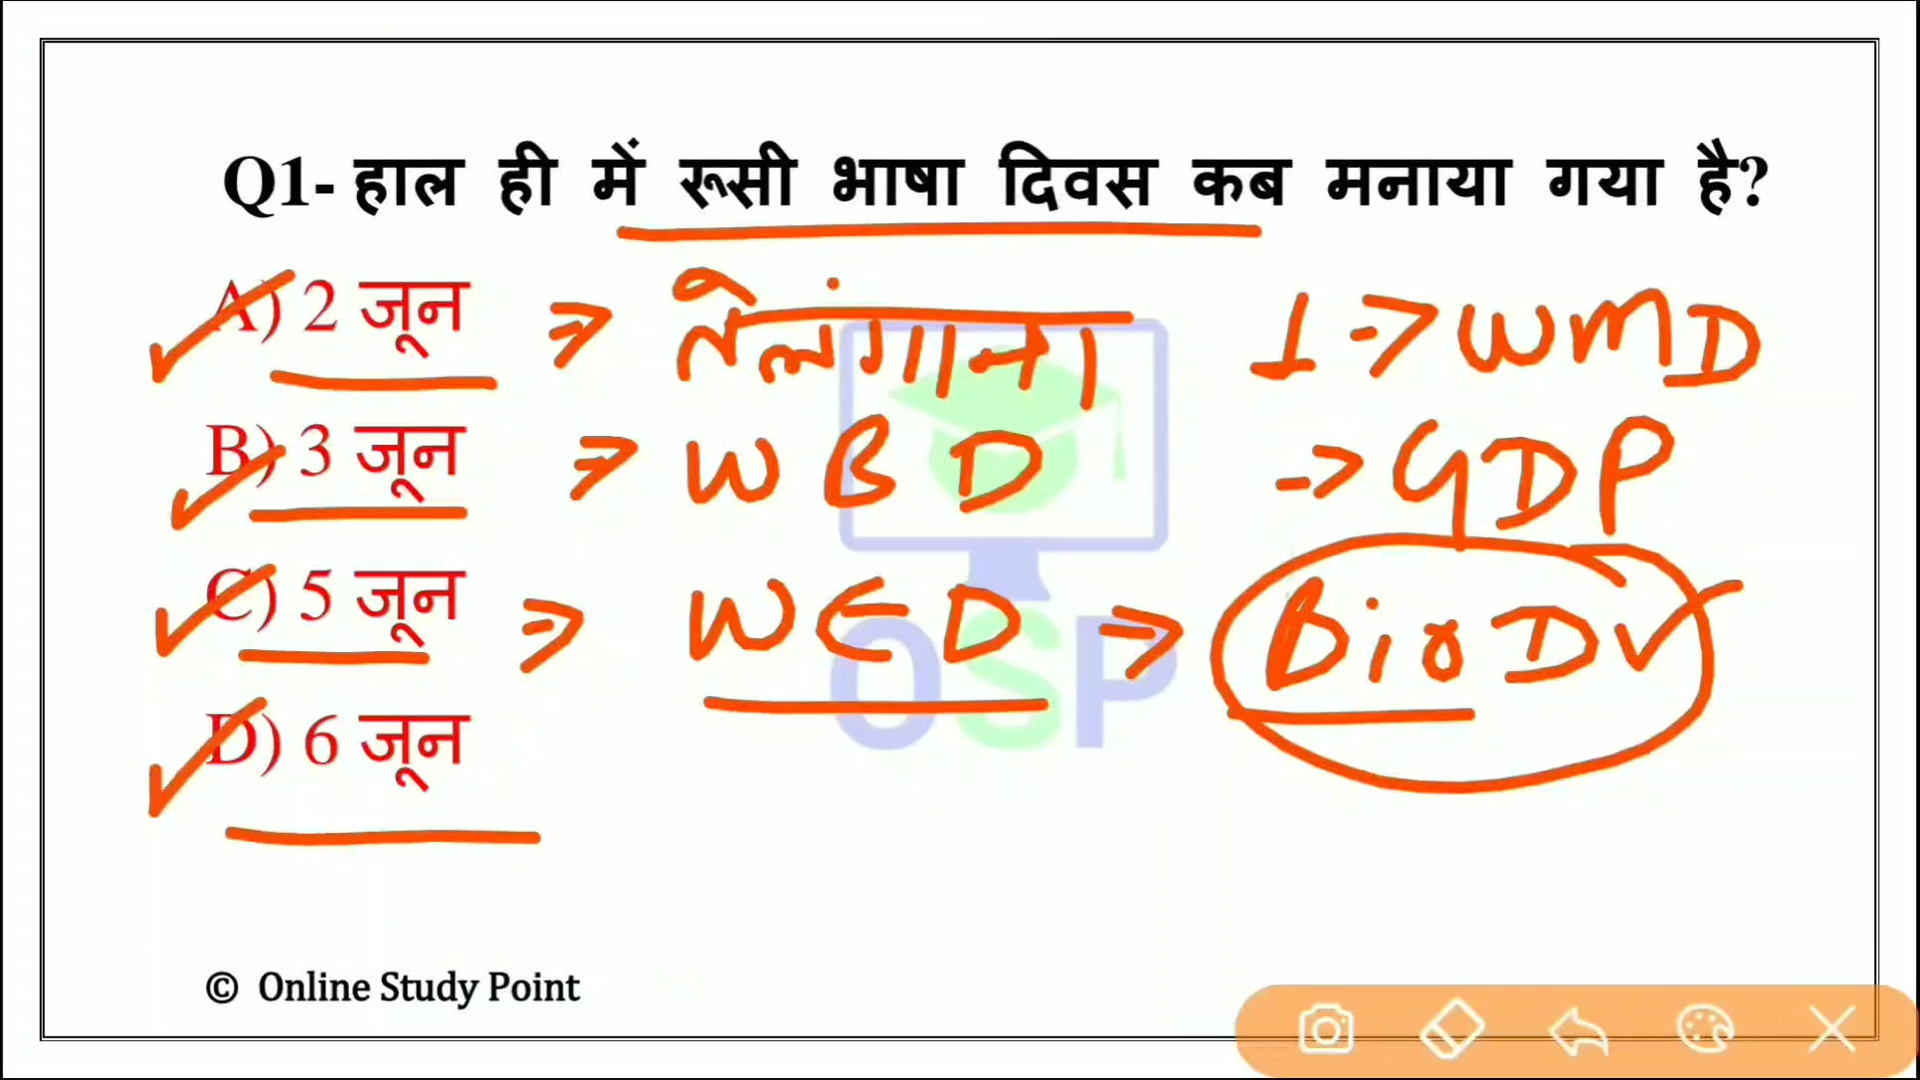 Q1- हाल ही में रूसी भाषा दिवस कब मनाया गया है?
A) 2 जून => तेलंगाना 1 => WMD
B) 3 जून => WBD -> GDP
C) 5 जून => WED => BioDV
D) 6 जून
OSP
© Online Study Point